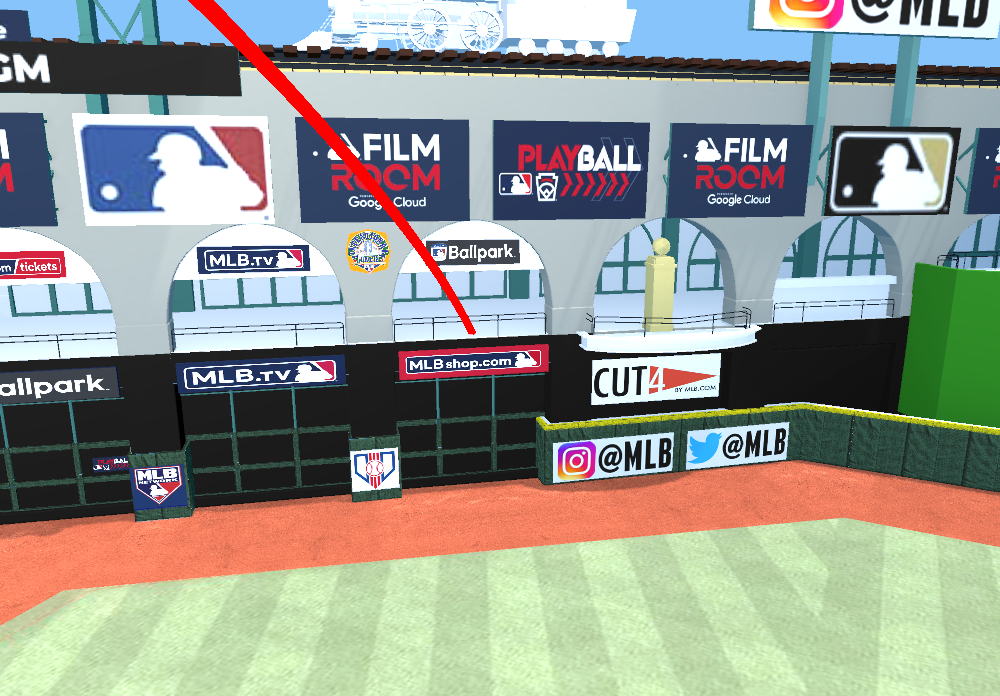 @MLB
GM
FILM
ROOM
Google Cloud
PLAYBALL
FILM
ROOM
Google Cloud
/tickets
MLB.TV
Ballpark
allpark
MLB.TV
MLBshop.com
CUT4
BY MLB.COM
MLB
NETWORK
@MLB
@MLB